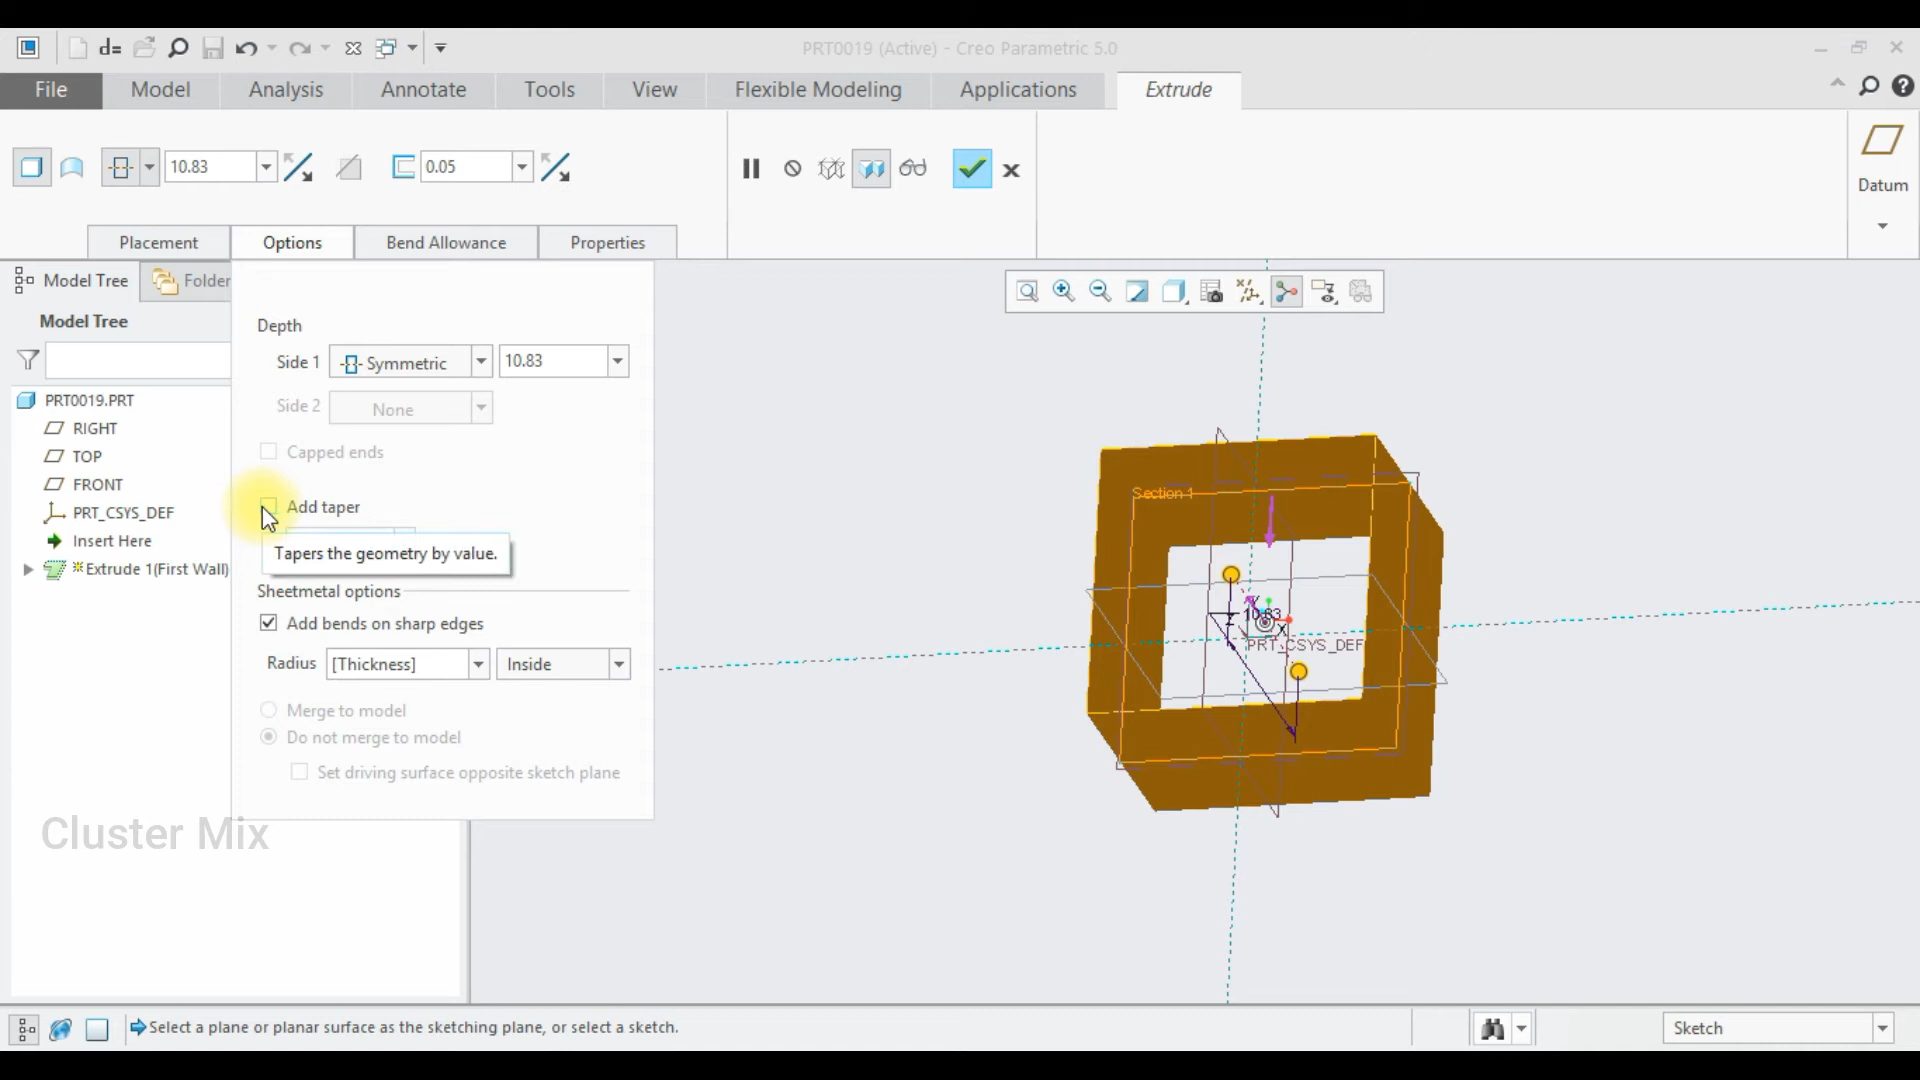 d=
PRT0019 (Active) - Creo Parametric 5.0
File
Model
Analysis
Annotate
Tools
View
Flexible Modeling
Applications
Extrude
10.83
0.05
Datum
Placement
Options
Bend Allowance
Properties
Model Tree
Folder
Model Tree
PRT0019.PRT
RIGHT
TOP
FRONT
PRT_CSYS_DEF
Insert Here
Extrude 1(First Wall)
Depth
Side 1
Symmetric
10.83
Side 2
None
Capped ends
Add taper
Tapers the geometry by value.
Sheetmetal options
Add bends on sharp edges
Radius
[Thickness]
Inside
Merge to model
Do not merge to model
Set driving surface opposite sketch plane
Section 1
Y
10.83
Z
X
PRT_CSYS_DEF
Cluster Mix
Select a plane or planar surface as the sketching plane, or select a sketch.
Sketch